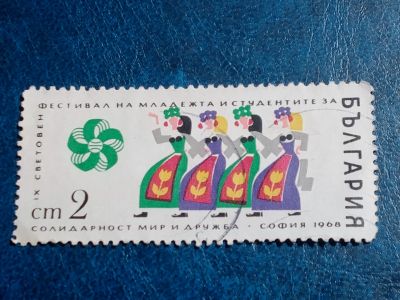 IX СВЕТОВЕН
ФЕСТИВАЛ НА МЛАДЕЖТА И СТУДЕНТИТЕ ЗА
БЪЛГАРИЯ
ст 2
СОЛИДАРНОСТ МИР И ДРУЖБА · СОФИЯ 1968